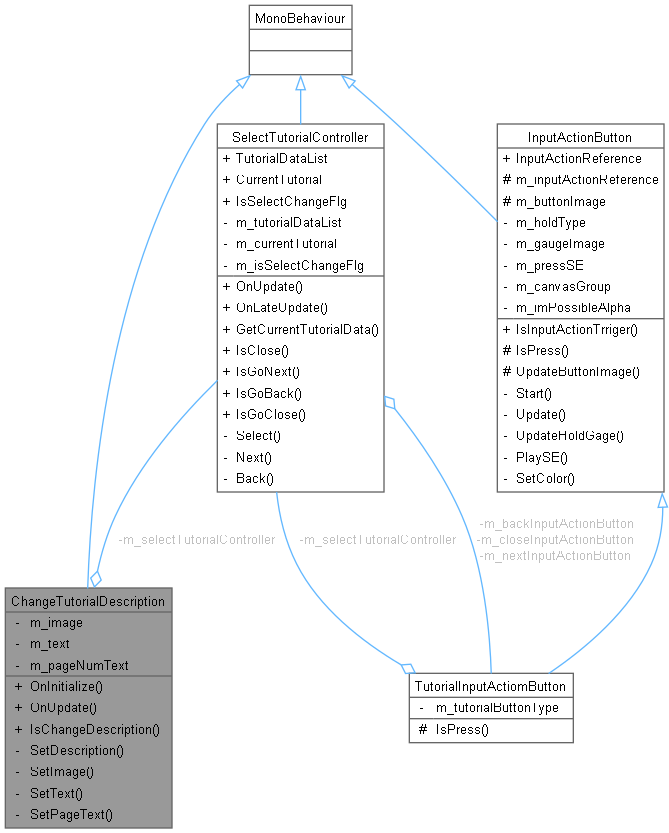 MonoBehaviour
SelectTutorialController
+ TutorialDataList
+ CurrentTutorial
+ IsSelectChangeFlg
- m_tutorialDataList
- m_currentTutorial
- m_isSelectChangeFlg
+ OnUpdate()
+ OnLateUpdate()
+ GetCurrentTutorialData()
+ IsClose()
+ IsGoNext()
+ IsGoBack()
+ IsGoClose()
- Select()
- Next()
- Back()
InputActionButton
+ InputActionReference
# m_inputActionReference
# m_buttonImage
- m_holdType
- m_gaugeImage
- m_pressSE
- m_canvasGroup
- m_imPossibleAlpha
+ IsInputActionTrriger()
# IsPress()
# UpdateButtonImage()
- Start()
- Update()
- UpdateHoldGage()
- PlaySE()
- SetColor()
-m_selectTutorialController
-m_selectTutorialController
-m_backInputActionButton
-m_closeInputActionButton
-m_nextInputActionButton
ChangeTutorialDescription
- m_image
- m_text
- m_pageNumText
+ OnInitialize()
+ OnUpdate()
+ IsChangeDescription()
- SetDescription()
- SetImage()
- SetText()
- SetPageText()
TutorialInputActiomButton
- m_tutorialButtonType
# IsPress()